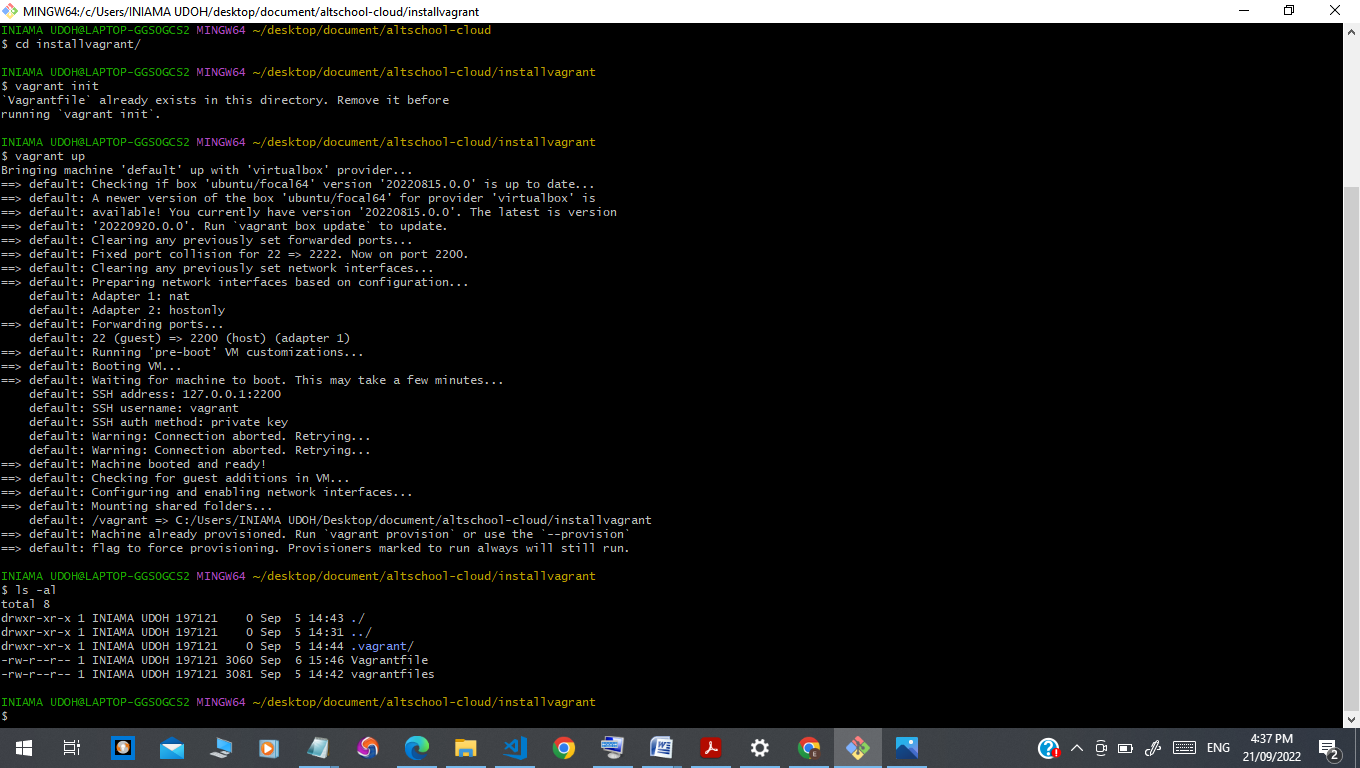 MINGW64:/c/Users/INIAMA UDOH/desktop/document/altschool-cloud/installvagrant
INIAMA UDOH@LAPTOP-GGSOGCS2 MINGW64 ~/desktop/document/altschool-cloud
$ cd installvagrant/
INIAMA UDOH@LAPTOP-GGSOGCS2 MINGW64 ~/desktop/document/altschool-cloud/installvagrant
$ vagrant init
`Vagrantfile` already exists in this directory. Remove it before
running `vagrant init`.
INIAMA UDOH@LAPTOP-GGSOGCS2 MINGW64 ~/desktop/document/altschool-cloud/installvagrant
$ vagrant up
Bringing machine 'default' up with 'virtualbox' provider...
==> default: Checking if box 'ubuntu/focal64' version '20220815.0.0' is up to date...
==> default: A newer version of the box 'ubuntu/focal64' for provider 'virtualbox' is
==> default: available! You currently have version '20220815.0.0'. The latest is version
==> default: '20220920.0.0'. Run `vagrant box update` to update.
==> default: Clearing any previously set forwarded ports...
==> default: Fixed port collision for 22 => 2222. Now on port 2200.
==> default: Clearing any previously set network interfaces...
==> default: Preparing network interfaces based on configuration...
    default: Adapter 1: nat
    default: Adapter 2: hostonly
==> default: Forwarding ports...
    default: 22 (guest) => 2200 (host) (adapter 1)
==> default: Running 'pre-boot' VM customizations...
==> default: Booting VM...
==> default: Waiting for machine to boot. This may take a few minutes...
    default: SSH address: 127.0.0.1:2200
    default: SSH username: vagrant
    default: SSH auth method: private key
    default: Warning: Connection aborted. Retrying...
    default: Warning: Connection aborted. Retrying...
==> default: Machine booted and ready!
==> default: Checking for guest additions in VM...
==> default: Configuring and enabling network interfaces...
==> default: Mounting shared folders...
    default: /vagrant => C:/Users/INIAMA UDOH/Desktop/document/altschool-cloud/installvagrant
==> default: Machine already provisioned. Run `vagrant provision` or use the `--provision`
==> default: flag to force provisioning. Provisioners marked to run always will still run.
INIAMA UDOH@LAPTOP-GGSOGCS2 MINGW64 ~/desktop/document/altschool-cloud/installvagrant
$ ls -al
total 8
drwxr-xr-x 1 INIAMA UDOH 197121    0 Sep  5 14:43 ./
drwxr-xr-x 1 INIAMA UDOH 197121    0 Sep  5 14:31 ../
drwxr-xr-x 1 INIAMA UDOH 197121    0 Sep  5 14:44 .vagrant/
-rw-r--r-- 1 INIAMA UDOH 197121 3060 Sep  6 15:46 Vagrantfile
-rw-r--r-- 1 INIAMA UDOH 197121 3081 Sep  5 14:42 vagrantfiles
INIAMA UDOH@LAPTOP-GGSOGCS2 MINGW64 ~/desktop/document/altschool-cloud/installvagrant
$
ENG
4:37 PM
21/09/2022
2